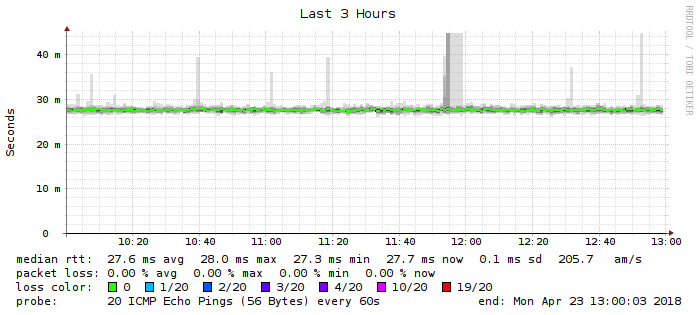 Last 3 Hours
RRDTOOL / TOBI OETIKER
Seconds
40 m
30 m
20 m
10 m
0
10:20 10:40 11:00 11:20 11:40 12:00 12:20 12:40 13:00
median rtt: 27.6 ms avg 28.0 ms max 27.3 ms min 27.7 ms now 0.1 ms sd 205.7 am/s
packet loss: 0.00 % avg 0.00 % max 0.00 % min 0.00 % now
loss color: 0 1/20 2/20 3/20 4/20 10/20 19/20
probe: 20 ICMP Echo Pings (56 Bytes) every 60s end: Mon Apr 23 13:00:03 2018